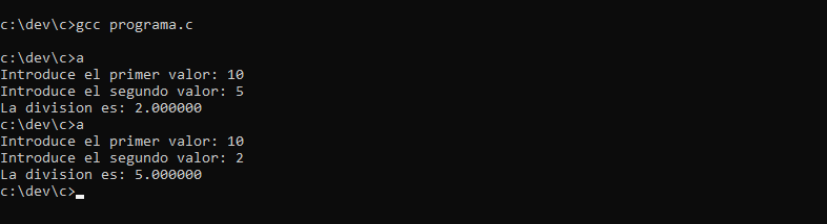 c:\dev\c>gcc programa.c
c:\dev\c>a
Introduce el primer valor: 10
Introduce el segundo valor: 5
La division es: 2.000000
c:\dev\c>a
Introduce el primer valor: 10
Introduce el segundo valor: 2
La division es: 5.000000
c:\dev\c>